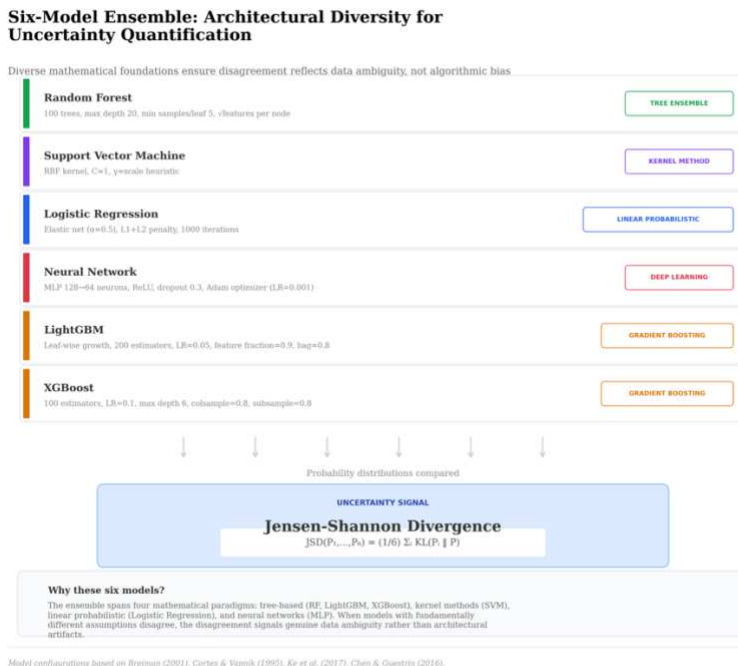 Six-Model Ensemble: Architectural Diversity for
Uncertainty Quantification
Diverse mathematical foundations ensure disagreement reflects data ambiguity, not algorithmic bias
Random Forest
100 trees, max depth 20, min samples/leaf 5, √features per node
TREE ENSEMBLE
Support Vector Machine
RBF kernel, C=1, γ=scale heuristic
KERNEL METHOD
Logistic Regression
Elastic net (α=0.5), L1+L2 penalty, 1000 iterations
LINEAR PROBABILISTIC
Neural Network
MLP 128→64 neurons, ReLU, dropout 0.3, Adam optimizer (LR=0.001)
DEEP LEARNING
LightGBM
Leaf-wise growth, 200 estimators, LR=0.05, feature fraction=0.9, bag=0.8
GRADIENT BOOSTING
XGBoost
100 estimators, LR=0.1, max depth 6, colsample=0.8, subsample=0.8
GRADIENT BOOSTING
Probability distributions compared
UNCERTAINTY SIGNAL
Jensen-Shannon Divergence
JSD(P₁,...,P₆) = (1/6) Σᵢ KL(Pᵢ ∥ P)
Why these six models?
The ensemble spans four mathematical paradigms: tree-based (RF, LightGBM, XGBoost), kernel methods (SVM),
linear probabilistic (Logistic Regression), and neural networks (MLP). When models with fundamentally
different assumptions disagree, the disagreement signals genuine data ambiguity rather than architectural
artifacts.
Model configurations based on Breiman (2001), Cortes & Vapnik (1995), Ke et al. (2017), Chen & Guestrin (2016).